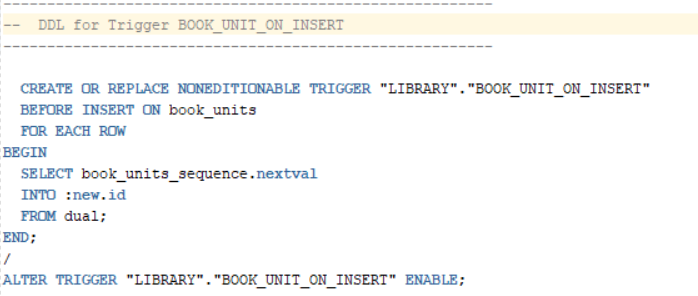 --------------------------------------------------------
--  DDL for Trigger BOOK_UNIT_ON_INSERT
--------------------------------------------------------
CREATE OR REPLACE NONEDITIONABLE TRIGGER "LIBRARY"."BOOK_UNIT_ON_INSERT"
BEFORE INSERT ON book_units
FOR EACH ROW
BEGIN
SELECT book_units_sequence.nextval
INTO :new.id
FROM dual;
END;
/
ALTER TRIGGER "LIBRARY"."BOOK_UNIT_ON_INSERT" ENABLE;